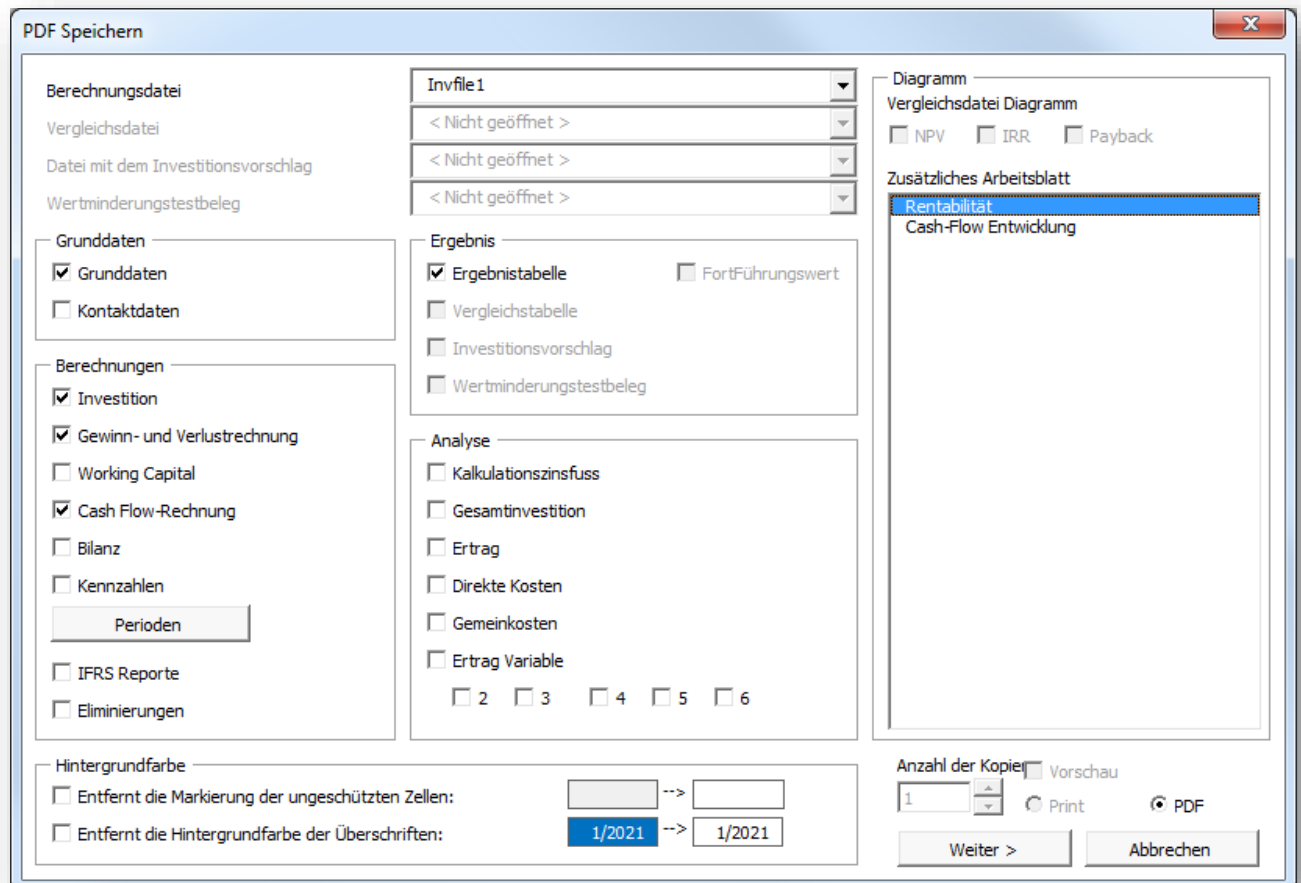 PDF Speichern
Berechnungsdatei
Invfile1
Vergleichsdatei
< Nicht geöffnet >
Datei mit dem Investitionsvorschlag
< Nicht geöffnet >
Wertminderungstestbeleg
< Nicht geöffnet >
Grunddaten
Grunddaten
Kontaktdaten
Berechnungen
Investition
Gewinn- und Verlustrechnung
Working Capital
Cash Flow-Rechnung
Bilanz
Kennzahlen
Perioden
IFRS Reporte
Eliminierungen
Ergebnis
Ergebnistabelle
FortFührungswert
Vergleichstabelle
Investitionsvorschlag
Wertminderungstestbeleg
Analyse
Kalkulationszinsfuss
Gesamtinvestition
Ertrag
Direkte Kosten
Gemeinkosten
Ertrag Variable
2 3 4 5 6
Diagramm
Vergleichsdatei Diagramm
NPV IRR Payback
Zusätzliches Arbeitsblatt
Rentabilität
Cash-Flow Entwicklung
Hintergrundfarbe
Entfernt die Markierung der ungeschützten Zellen: -->
Entfernt die Hintergrundfarbe der Überschriften: 1/2021 --> 1/2021
Anzahl der Kopier
Vorschau
1
Print
PDF
Weiter >
Abbrechen